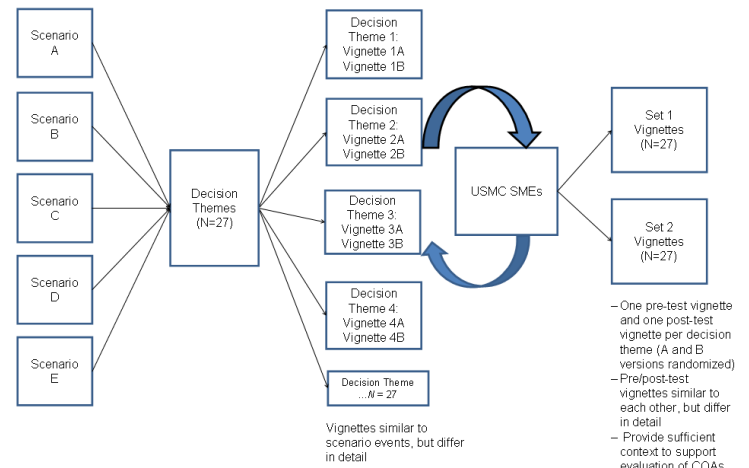 Scenario
A
Scenario
B
Scenario
C
Scenario
D
Scenario
E
Decision
Themes
(N=27)
Decision
Theme 1:
Vignette 1A
Vignette 1B
Decision
Theme 2:
Vignette 2A
Vignette 2B
Decision
Theme 3:
Vignette 3A
Vignette 3B
Decision
Theme 4:
Vignette 4A
Vignette 4B
Decision Theme
...N = 27
Vignettes similar to
scenario events, but differ
in detail
USMC SMEs
Set 1
Vignettes
(N=27)
Set 2
Vignettes
(N=27)
– One pre-test vignette
and one post-test
vignette per decision
theme (A and B
versions randomized)
– Pre/post-test
vignettes similar to
each other, but differ
in detail
– Provide sufficient
context to support
evaluation of COAs